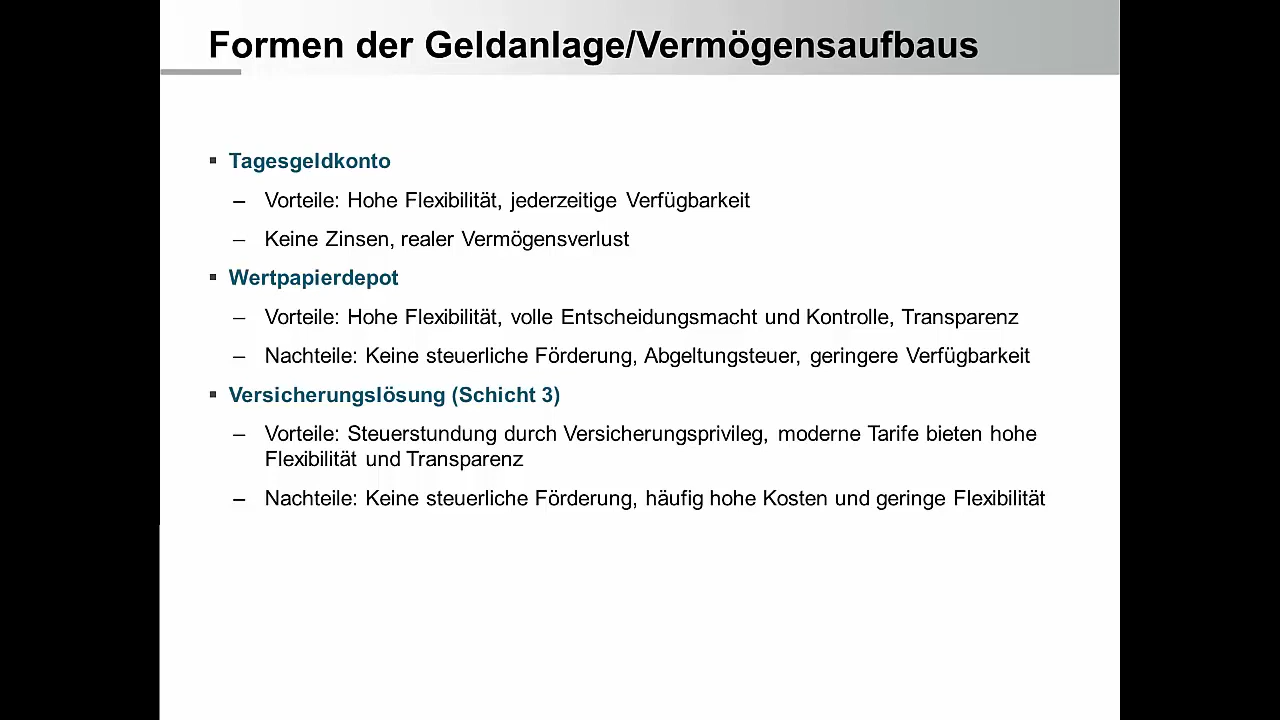 Formen der Geldanlage/Vermögensaufbaus
▪ Tagesgeldkonto
– Vorteile: Hohe Flexibilität, jederzeitige Verfügbarkeit
– Keine Zinsen, realer Vermögensverlust
▪ Wertpapierdepot
– Vorteile: Hohe Flexibilität, volle Entscheidungsmacht und Kontrolle, Transparenz
– Nachteile: Keine steuerliche Förderung, Abgeltungsteuer, geringere Verfügbarkeit
▪ Versicherungslösung (Schicht 3)
– Vorteile: Steuerstundung durch Versicherungsprivileg, moderne Tarife bieten hohe
Flexibilität und Transparenz
– Nachteile: Keine steuerliche Förderung, häufig hohe Kosten und geringe Flexibilität